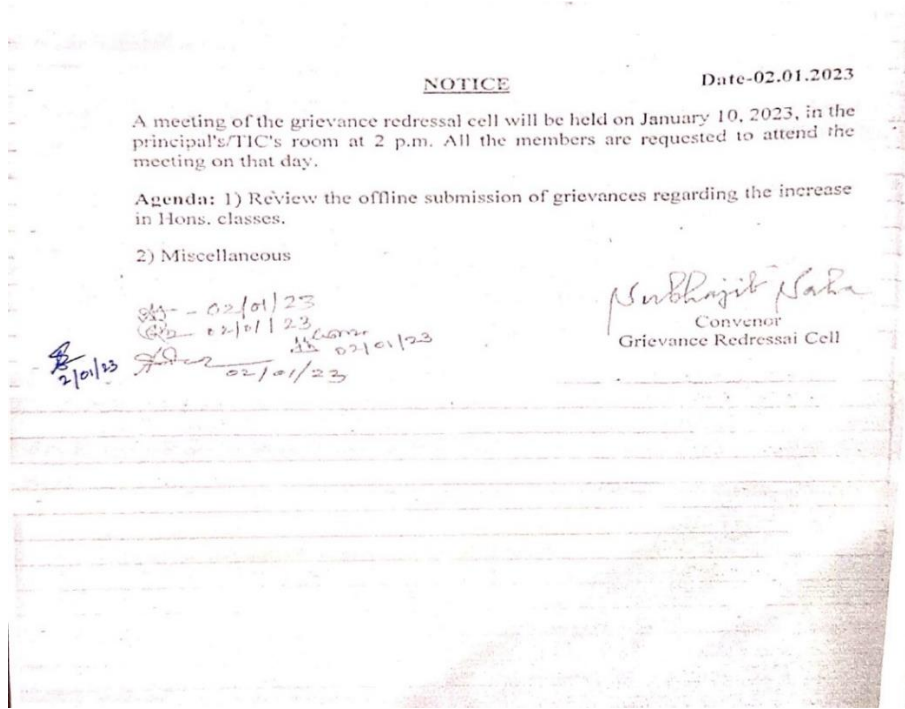 NOTICE
Date-02.01.2023
A meeting of the grievance redressal cell will be held on January 10, 2023, in the
principal's/TIC's room at 2 p.m. All the members are requested to attend the
meeting on that day.
Agenda: 1) Review the offline submission of grievances regarding the increase
in Hons. classes.
2) Miscellaneous
- 02/01/23
02/01/23
02/01/23
2/01/23
02/01/23
Convenor
Grievance Redressal Cell